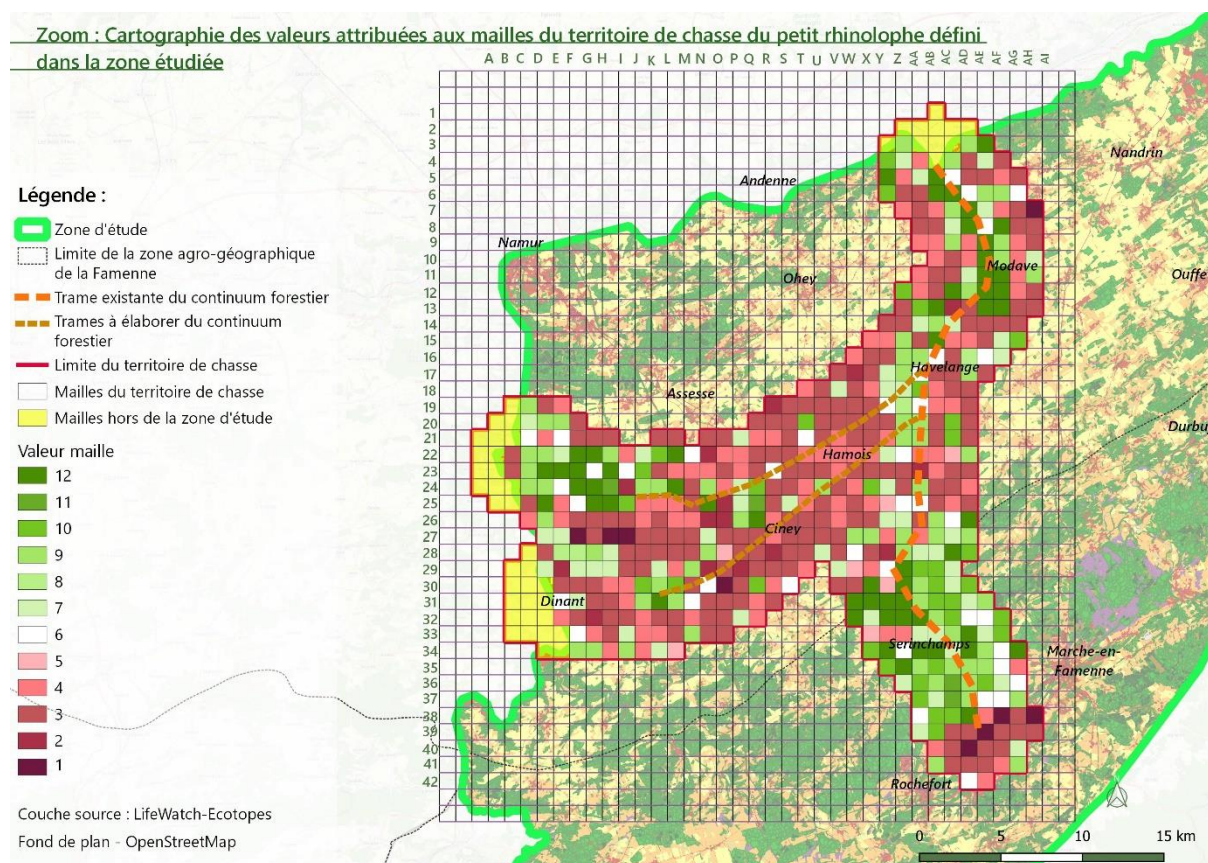 Zoom : Cartographie des valeurs attribuées aux mailles du territoire de chasse du petit rhinolophe défini
dans la zone étudiée
A B C D E F G H I J K L M N O P Q R S T U V W X Y Z AA AB AC AD AE AF AG AH AI
1
2
3
4
5
6
7
8
9
10
11
12
13
14
15
16
17
18
19
20
21
22
23
24
25
26
27
28
29
30
31
32
33
34
35
36
37
38
39
40
41
42
Légende :
Zone d'étude
Limite de la zone agro-géographique
de la Famenne
Trame existante du continuum forestier
Trames à élaborer du continuum
forestier
Limite du territoire de chasse
Mailles du territoire de chasse
Mailles hors de la zone d'étude
Valeur maille
12
11
10
9
8
7
6
5
4
3
2
1
Couche source : LifeWatch-Ecotopes
Fond de plan - OpenStreetMap
Nandrin
Andenne
Namur
Modave
Ohey
Ouffe
Havelange
Assesse
Durbuy
Hamois
Ciney
Dinant
Serinchamps
Marche-en-
Famenne
Rochefort
0 5 10 15 km